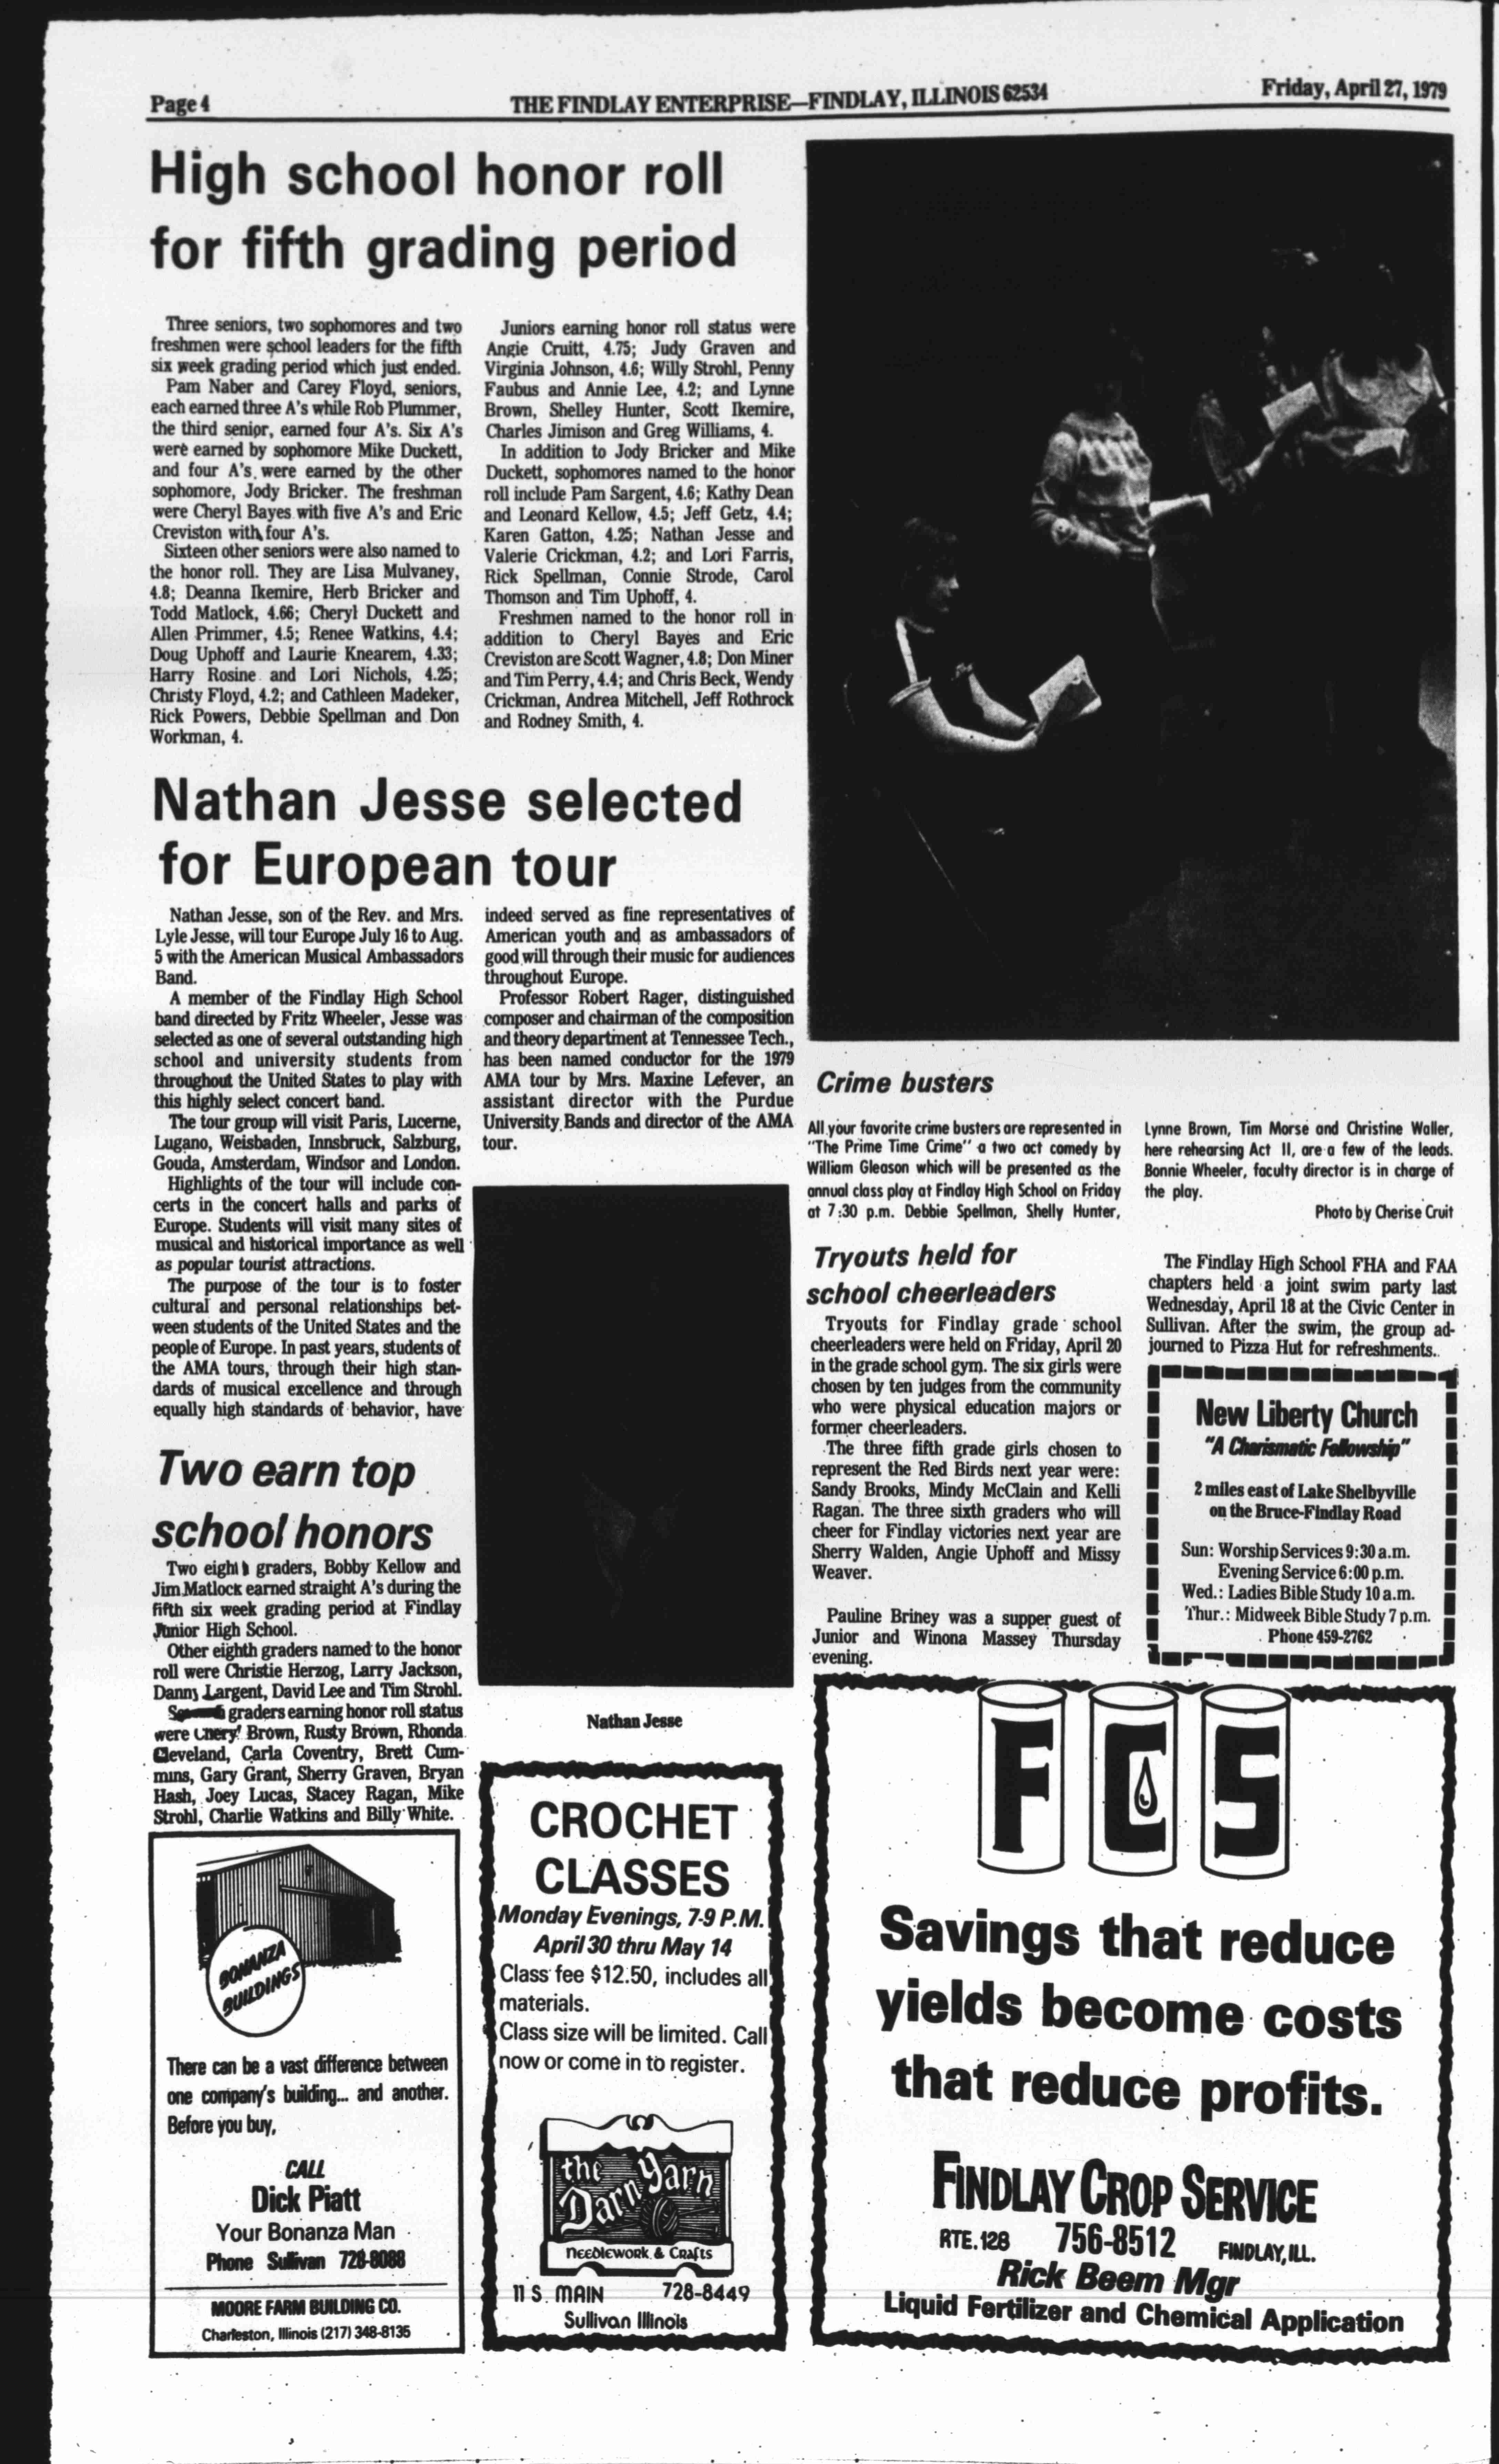 Page 4
THE FINDLAY ENTERPRISE—FINDLAY, ILLINOIS 62534
Friday, April 27, 1979
High school honor roll
for fifth grading period
Three seniors, two sophomores and two
freshmen were school leaders for the fifth
six week grading period which just ended.
Pam Naber and Carey Floyd, seniors,
each earned three A's while Rob Plummer,
the third senior, earned four A's. Six A's
were earned by sophomore Mike Duckett,
and four A's were earned by the other
sophomore, Jody Bricker. The freshman
were Cheryl Bayes with five A's and Eric
Creviston with four A's.
Sixteen other seniors were also named to
the honor roll. They are Lisa Mulvaney,
4.8; Deanna Ikemire, Herb Bricker and
Todd Matlock, 4.66; Cheryl Duckett and
Allen Primmer, 4.5; Renee Watkins, 4.4;
Doug Uphoff and Laurie Knearem, 4.33;
Harry Rosine and Lori Nichols, 4.25;
Christy Floyd, 4.2; and Cathleen Madeker,
Rick Powers, Debbie Spellman and Don
Workman, 4.
Juniors earning honor roll status were
Angie Cruitt, 4.75; Judy Graven and
Virginia Johnson, 4.6; Willy Strohl, Penny
Faubus and Annie Lee, 4.2; and Lynne
Brown, Shelley Hunter, Scott Ikemire,
Charles Jimison and Greg Williams, 4.
In addition to Jody Bricker and Mike
Duckett, sophomores named to the honor
roll include Pam Sargent, 4.6; Kathy Dean
and Leonard Kellow, 4.5; Jeff Getz, 4.4;
Karen Gatton, 4.25; Nathan Jesse and
Valerie Crickman, 4.2; and Lori Farris,
Rick Spellman, Connie Strode, Carol
Thomson and Tim Uphoff, 4.
Freshmen named to the honor roll in
addition to Cheryl Bayes and Eric
Creviston are Scott Wagner, 4.8; Don Miner
and Tim Perry, 4.4; and Chris Beck, Wendy
Crickman, Andrea Mitchell, Jeff Rothrock
and Rodney Smith, 4.
Nathan Jesse selected
for European tour
Nathan Jesse, son of the Rev. and Mrs.
Lyle Jesse, will tour Europe July 16 to Aug.
5 with the American Musical Ambassadors
Band.
A member of the Findlay High School
band directed by Fritz Wheeler, Jesse was
selected as one of several outstanding high
school and university students from
throughout the United States to play with
this highly select concert band.
The tour group will visit Paris, Lucerne,
Lugano, Weisbaden, Innsbruck, Salzburg,
Gouda, Amsterdam, Windsor and London.
Highlights of the tour will include con-
certs in the concert halls and parks of
Europe. Students will visit many sites of
musical and historical importance as well
as popular tourist attractions.
The purpose of the tour is to foster
cultural and personal relationships bet-
ween students of the United States and the
people of Europe. In past years, students of
the AMA tours, through their high stan-
dards of musical excellence and through
equally high standards of behavior, have
indeed served as fine representatives of
American youth and as ambassadors of
good will through their music for audiences
throughout Europe.
Professor Robert Rager, distinguished
composer and chairman of the composition
and theory department at Tennessee Tech.,
has been named conductor for the 1979
AMA tour by Mrs. Maxine Lefever, an
assistant director with the Purdue
University Bands and director of the AMA
tour.
Nathan Jesse
Two earn top
school honors
Two eighth graders, Bobby Kellow and
Jim Matlock earned straight A's during the
fifth six week grading period at Findlay
Junior High School.
Other eighth graders named to the honor
roll were Christie Herzog, Larry Jackson,
Danny Largent, David Lee and Tim Strohl.
graders earning honor roll status
were Brown, Rusty Brown, Rhonda
Cleveland, Carla Coventry, Brett Cum-
mins, Gary Grant, Sherry Graven, Bryan
Hash, Joey Lucas, Stacey Ragan, Mike
Strohl, Charlie Watkins and Billy White.
Crime busters
All your favorite crime busters are represented in
"The Prime Time Crime" a two act comedy by
William Gleason which will be presented as the
annual class play at Findlay High School on Friday
at 7:30 p.m. Debbie Spellman, Shelly Hunter,
Lynne Brown, Tim Morse and Christine Waller,
here rehearsing Act II, are a few of the leads.
Bonnie Wheeler, faculty director is in charge of
the play.
Photo by Cherise Cruit
Tryouts held for
school cheerleaders
Tryouts for Findlay grade school
cheerleaders were held on Friday, April 20
in the grade school gym. The six girls were
chosen by ten judges from the community
who were physical education majors or
former cheerleaders.
The three fifth grade girls chosen to
represent the Red Birds next year were:
Sandy Brooks, Mindy McClain and Kelli
Ragan. The three sixth graders who will
cheer for Findlay victories next year are
Sherry Walden, Angie Uphoff and Missy
Weaver.
Pauline Briney was a supper guest of
Junior and Winona Massey Thursday
evening.
The Findlay High School FHA and FAA
chapters held a joint swim party last
Wednesday, April 18 at the Civic Center in
Sullivan. After the swim, the group ad-
journed to Pizza Hut for refreshments.
New Liberty Church
"A Charismatic Fellowship"
2 miles east of Lake Shelbyville
on the Bruce-Findlay Road
Sun: Worship Services 9:30 a.m.
Evening Service 6:00 p.m.
Wed.: Ladies Bible Study 10 a.m.
Thur.: Midweek Bible Study 7 p.m.
Phone 459-2762
BONANZA
BUILDINGS
There can be a vast difference between
one company's building... and another.
Before you buy,
CALL
Dick Piatt
Your Bonanza Man
Phone Sullivan 728-8088
MOORE FARM BUILDING CO.
Charleston, Illinois (217) 348-8135
CROCHET
CLASSES
Monday Evenings, 7-9 P.M.
April 30 thru May 14
Class fee $12.50, includes all
materials.
Class size will be limited. Call
now or come in to register.
the
Darn Yarn
Needlework & Crafts
11 S. MAIN 728-8449
Sullivan Illinois
FCS
Savings that reduce
yields become costs
that reduce profits.
FINDLAY CROP SERVICE
RTE. 128 756-8512 FINDLAY, ILL.
Rick Beem Mgr
Liquid Fertilizer and Chemical Application